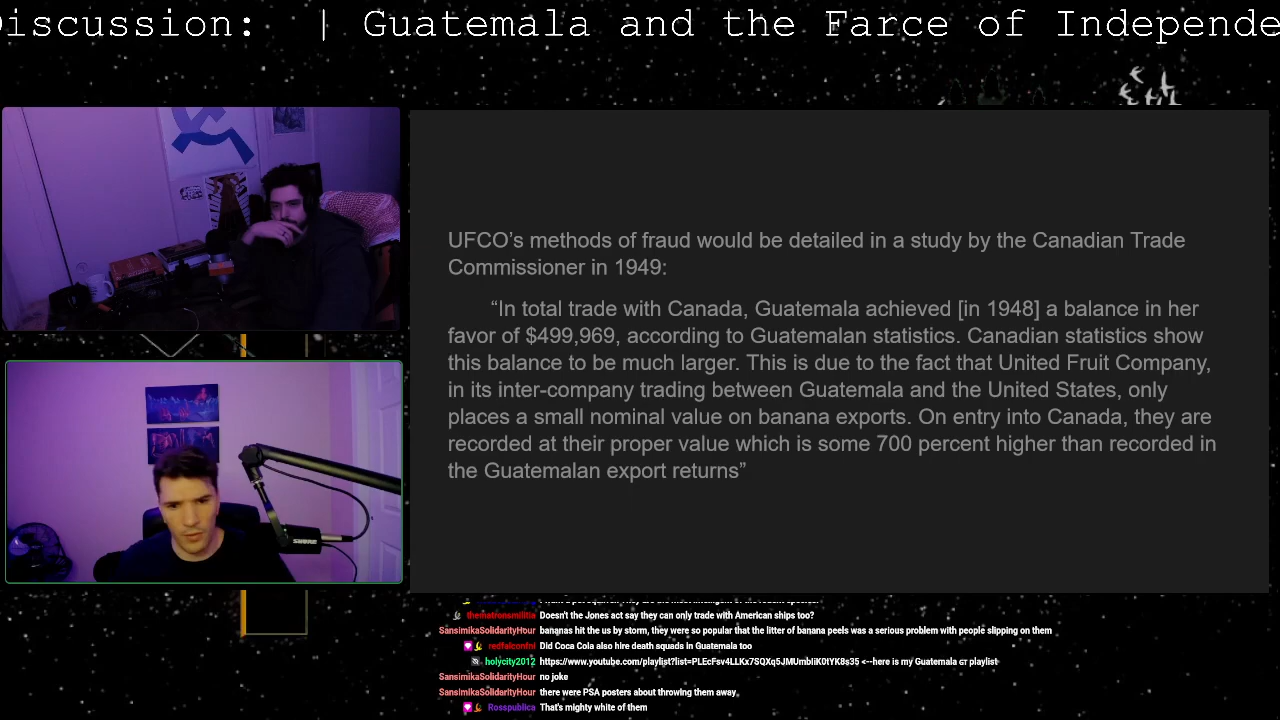 Discussion: | Guatemala and the Farce of Independe
UFCO’s methods of fraud would be detailed in a study by the Canadian Trade
Commissioner in 1949:
“In total trade with Canada, Guatemala achieved [in 1948] a balance in her
favor of $499,969, according to Guatemalan statistics. Canadian statistics show
this balance to be much larger. This is due to the fact that United Fruit Company,
in its inter-company trading between Guatemala and the United States, only
places a small nominal value on banana exports. On entry into Canada, they are
recorded at their proper value which is some 700 percent higher than recorded in
the Guatemalan export returns”
SHURE
thematronsmilitia Doesn't the Jones act say they can only trade with American ships too?
SansimikaSolidarityHour bananas hit the us by storm, they were so popular that the litter of banana peels was a serious problem with people slipping on them
redfalconfni Did Coca Cola also hire death squads in Guatemala too
holycity2012 https://www.youtube.com/playlist?list=PLEcFsv4LLKx7SQXq5JMUmbliK0tYK8s35 <--here is my Guatemala GT playlist
SansimikaSolidarityHour no joke
SansimikaSolidarityHour there were PSA posters about throwing them away
Rosspublica That's mighty white of them